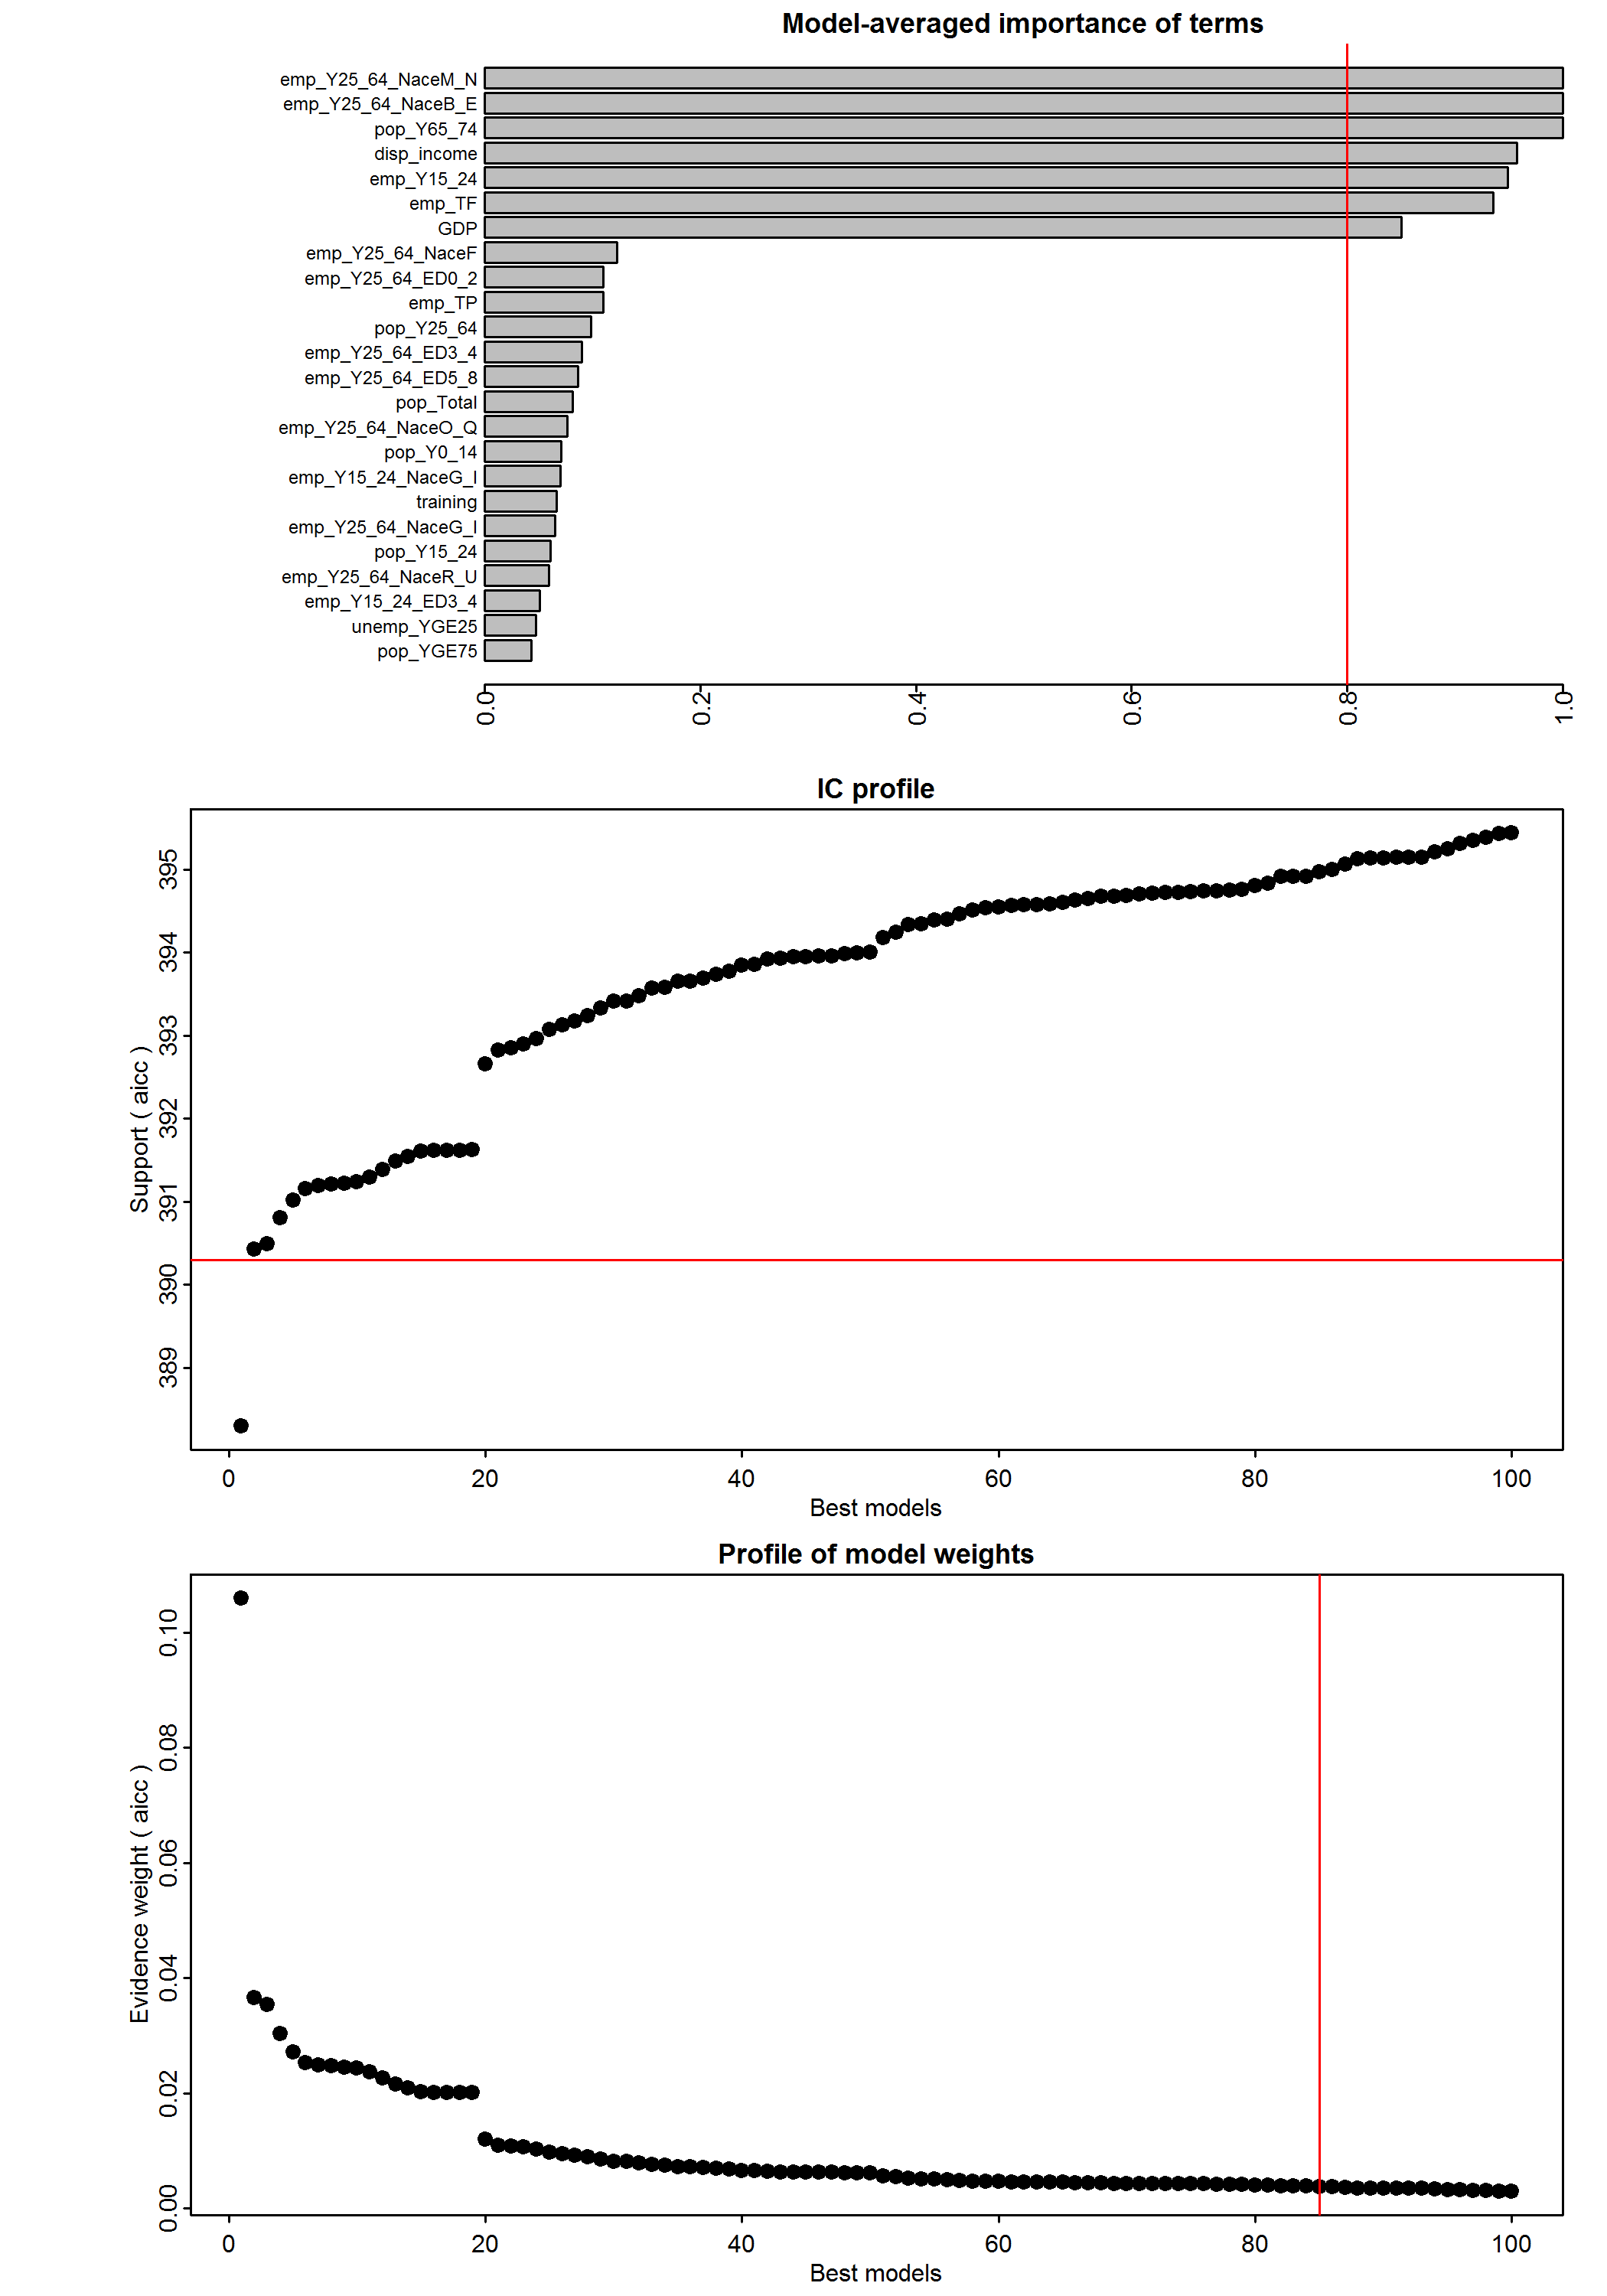 Model-averaged importance of terms
emp_Y25_64_NaceM_N
emp_Y25_64_NaceB_E
pop_Y65_74
disp_income
emp_Y15_24
emp_TF
GDP
emp_Y25_64_NaceF
emp_Y25_64_ED0_2
emp_TP
pop_Y25_64
emp_Y25_64_ED3_4
emp_Y25_64_ED5_8
pop_Total
emp_Y25_64_NaceO_Q
pop_Y0_14
emp_Y15_24_NaceG_I
training
emp_Y25_64_NaceG_I
pop_Y15_24
emp_Y25_64_NaceR_U
emp_Y15_24_ED3_4
unemp_YGE25
pop_YGE75
0.0 0.2 0.4 0.6 0.8 1.0
IC profile
Support ( aicc )
395
394
393
392
391
390
389
0 20 40 60 80 100
Best models
Profile of model weights
Evidence weight ( aicc )
0.10
0.08
0.06
0.04
0.02
0.00
0 20 40 60 80 100
Best models